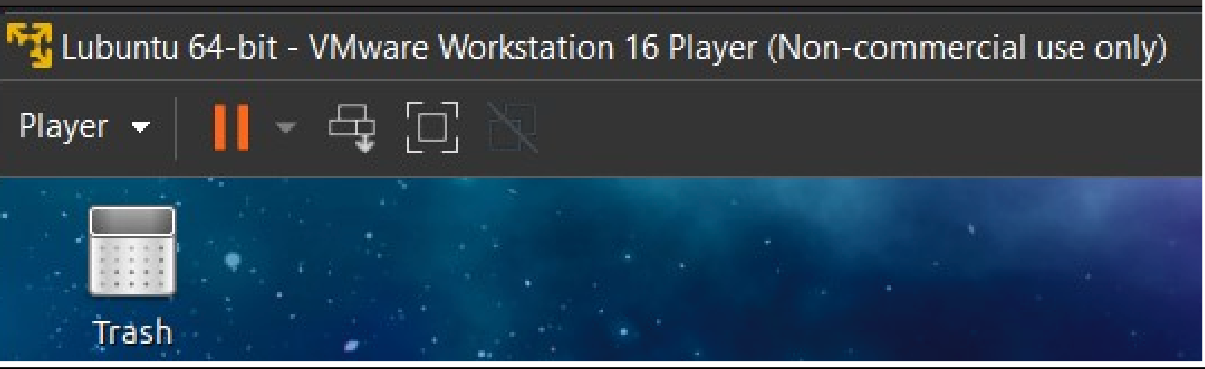 Lubuntu 64-bit - VMware Workstation 16 Player (Non-commercial use only)
Player
Trash